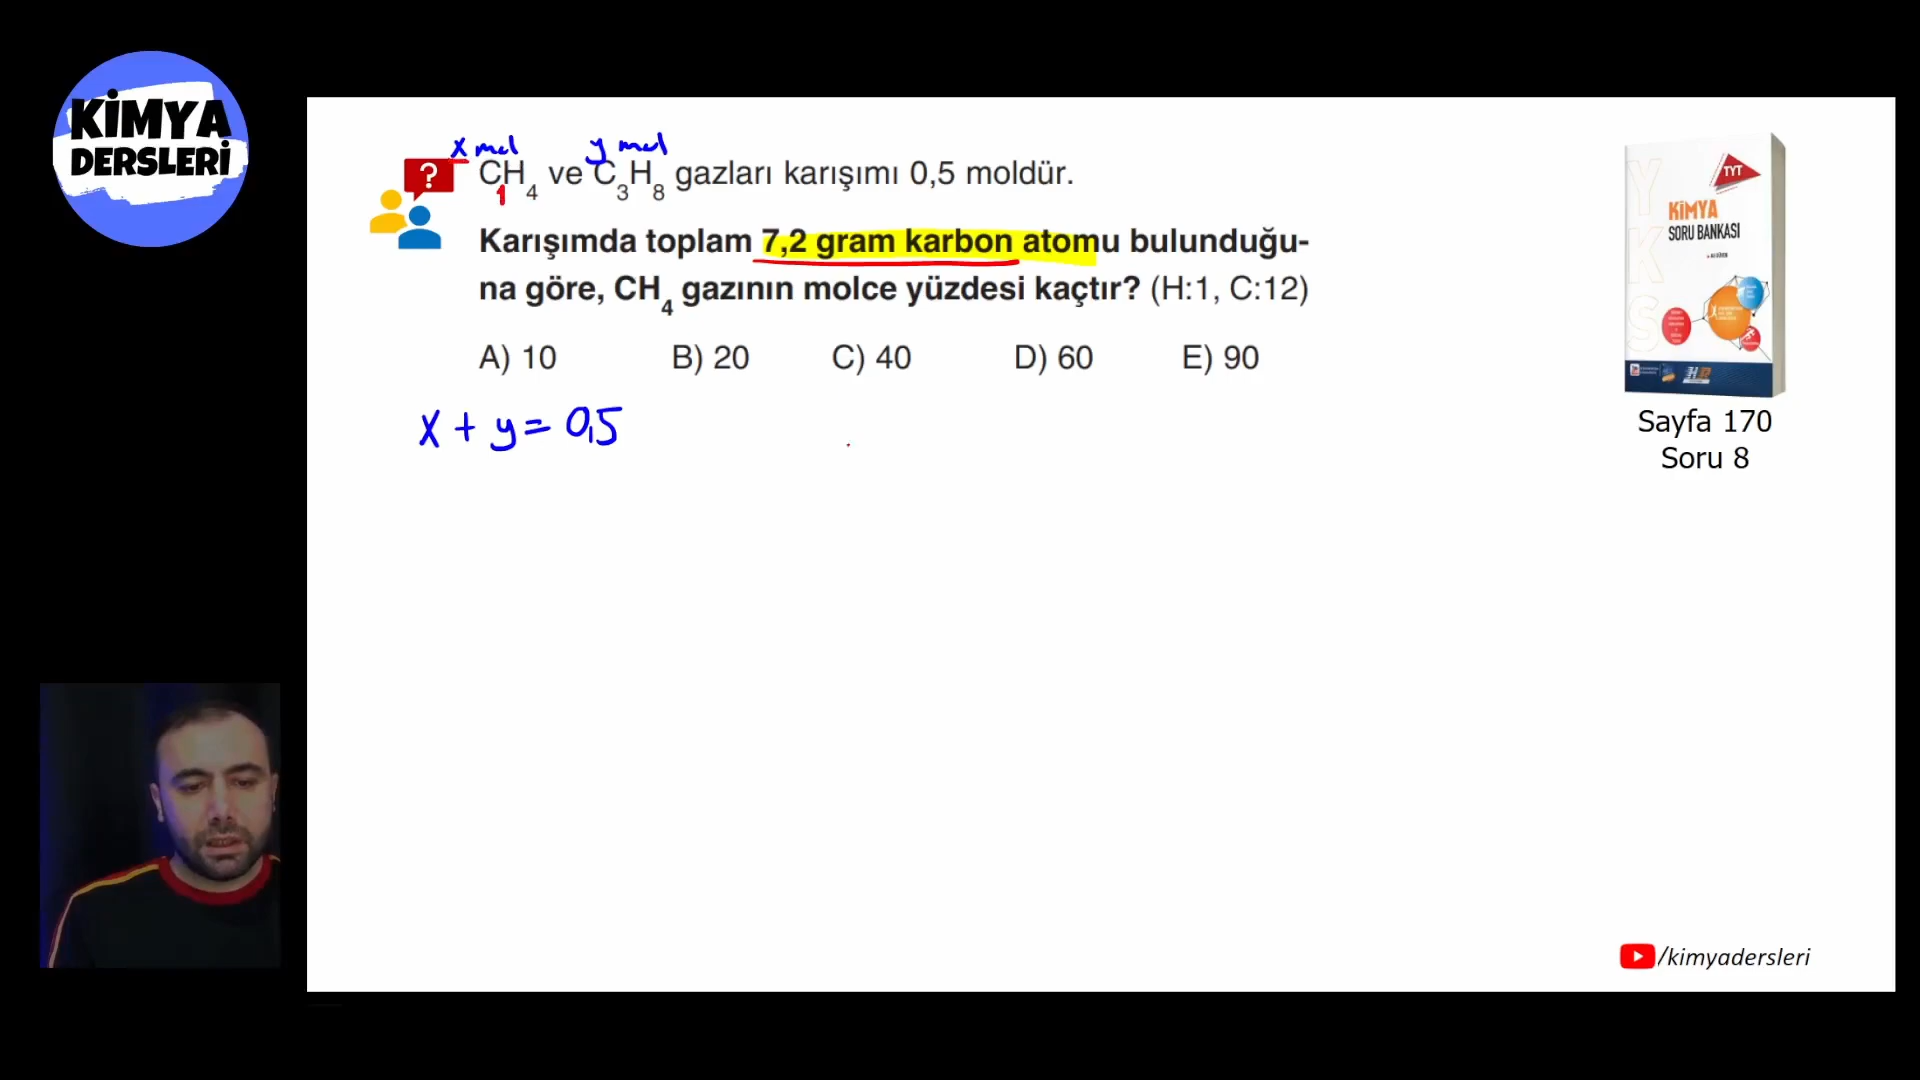 KİMYA
DERSLERİ
x mol y mol
?
CH4 ve C3H8 gazları karışımı 0,5 moldür.
1
Karışımda toplam 7,2 gram karbon atomu bulunduğu-
na göre, CH4 gazının molce yüzdesi kaçtır? (H:1, C:12)
A) 10 B) 20 C) 40 D) 60 E) 90
x + y = 0,5
YKS
TYT
KİMYA
SORU BANKASI
Sayfa 170
Soru 8
/kimyadersleri